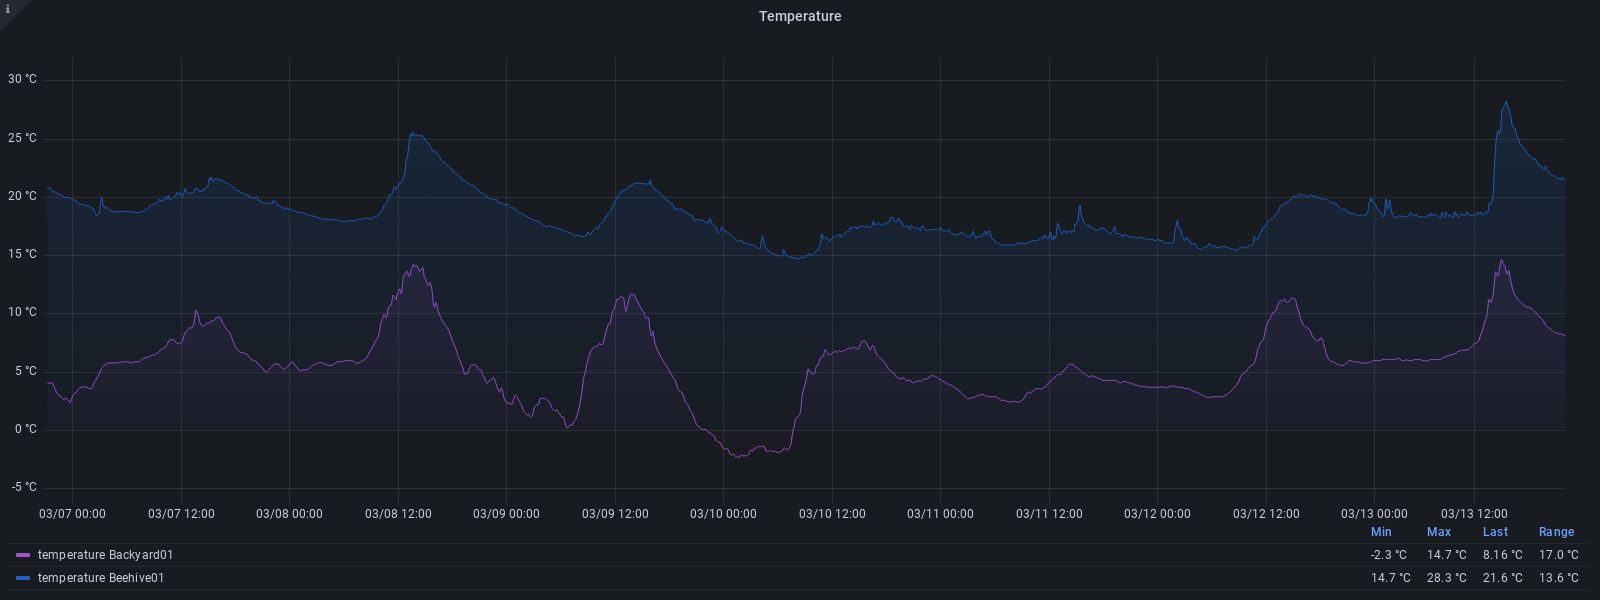 i
Temperature
30 °C
25 °C
20 °C
15 °C
10 °C
5 °C
0 °C
-5 °C
03/07 00:00 03/07 12:00 03/08 00:00 03/08 12:00 03/09 00:00 03/09 12:00 03/10 00:00 03/10 12:00 03/11 00:00 03/11 12:00 03/12 00:00 03/12 12:00 03/13 00:00 03/13 12:00
Min Max Last Range
temperature Backyard01 -2.3 °C 14.7 °C 8.16 °C 17.0 °C
temperature Beehive01 14.7 °C 28.3 °C 21.6 °C 13.6 °C